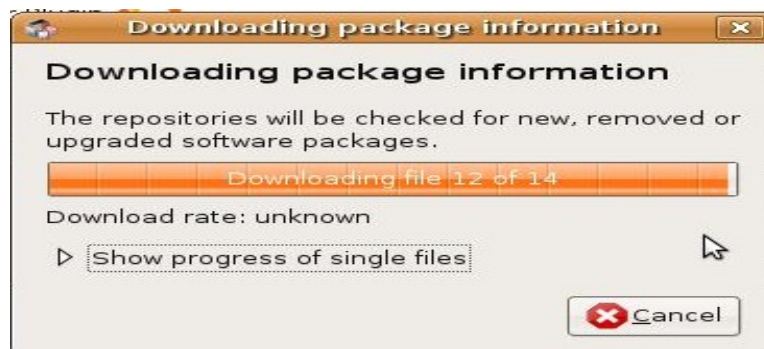 Downloading package information
Downloading package information
The repositories will be checked for new, removed or
upgraded software packages.
Downloading file 12 of 14
Download rate: unknown
Show progress of single files
Cancel